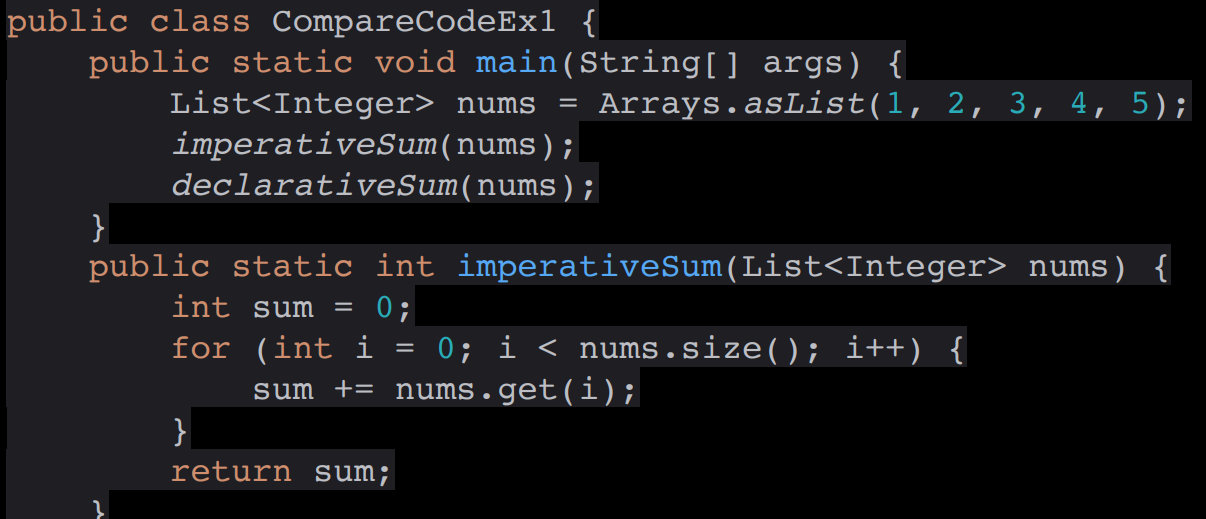 public class CompareCodeEx1 {
    public static void main(String[] args) {
        List<Integer> nums = Arrays.asList(1, 2, 3, 4, 5);
        imperativeSum(nums);
        declarativeSum(nums);
    }
    public static int imperativeSum(List<Integer> nums) {
        int sum = 0;
        for (int i = 0; i < nums.size(); i++) {
            sum += nums.get(i);
        }
        return sum;
    }